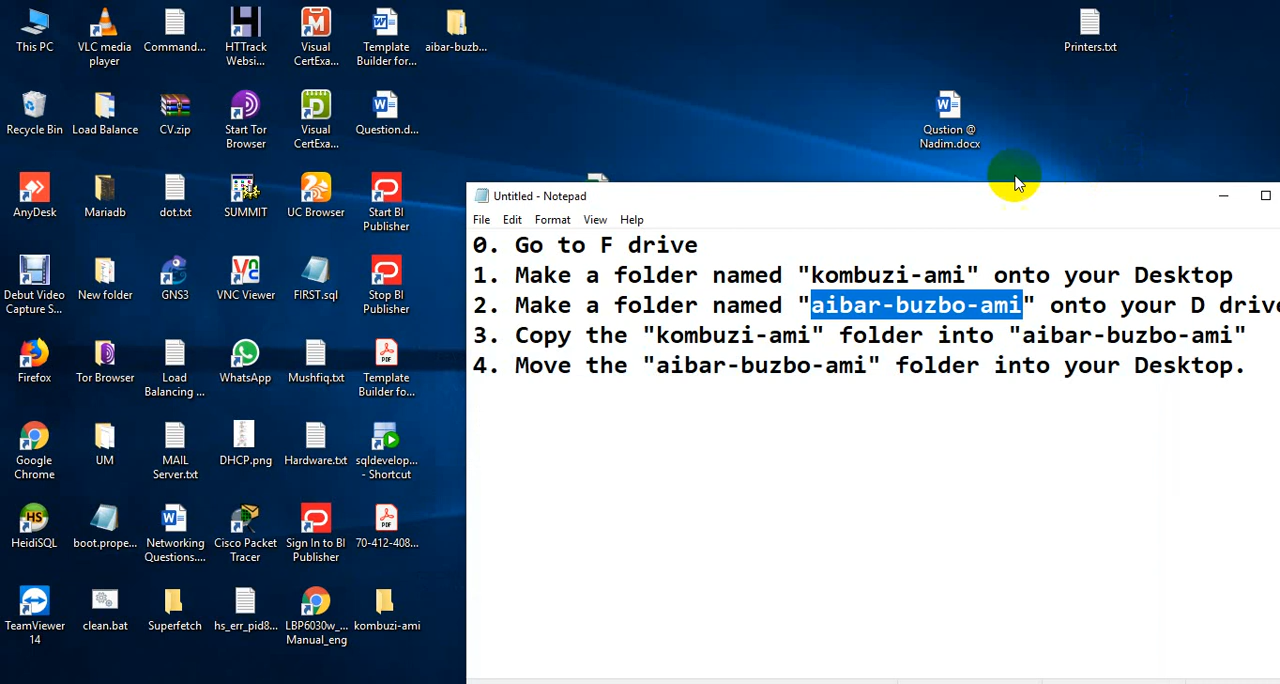 This PC
VLC media
player
Command...
HTTrack
Websi...
Visual
CertExa...
Template
Builder for...
aibar-buzb...
Printers.txt
Recycle Bin
Load Balance
CV.zip
Start Tor
Browser
Visual
CertExa...
Question.d...
Qustion @
Nadim.docx
AnyDesk
Mariadb
dot.txt
SUMMIT
UC Browser
Start BI
Publisher
Debut Video
Capture S...
New folder
GNS3
VNC Viewer
FIRST.sql
Stop BI
Publisher
Firefox
Tor Browser
Load
Balancing ...
WhatsApp
Mushfiq.txt
Template
Builder fo...
Google
Chrome
UM
MAIL
Server.txt
DHCP.png
Hardware.txt
sqldevelop...
- Shortcut
HeidiSQL
boot.prope...
Networking
Questions....
Cisco Packet
Tracer
Sign In to BI
Publisher
70-412-408...
TeamViewer
14
clean.bat
Superfetch
hs_err_pid8...
LBP6030w_...
Manual_eng
kombuzi-ami
Untitled - Notepad
File Edit Format View Help
0. Go to F drive
1. Make a folder named "kombuzi-ami" onto your Desktop
2. Make a folder named "aibar-buzbo-ami" onto your D drive
3. Copy the "kombuzi-ami" folder into "aibar-buzbo-ami"
4. Move the "aibar-buzbo-ami" folder into your Desktop.